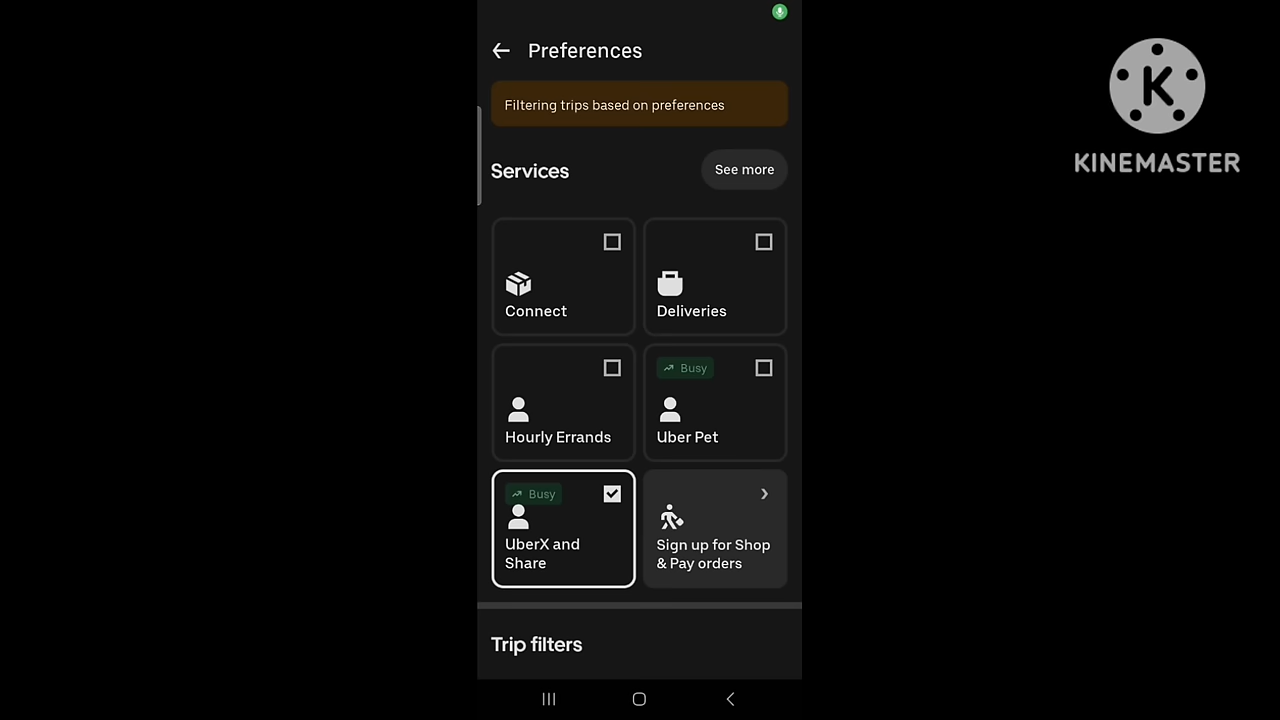 Preferences
Filtering trips based on preferences
Services
See more
Connect
Deliveries
Hourly Errands
Busy
Uber Pet
Busy
UberX and
Share
Sign up for Shop
& Pay orders
Trip filters
K
KINEMASTER